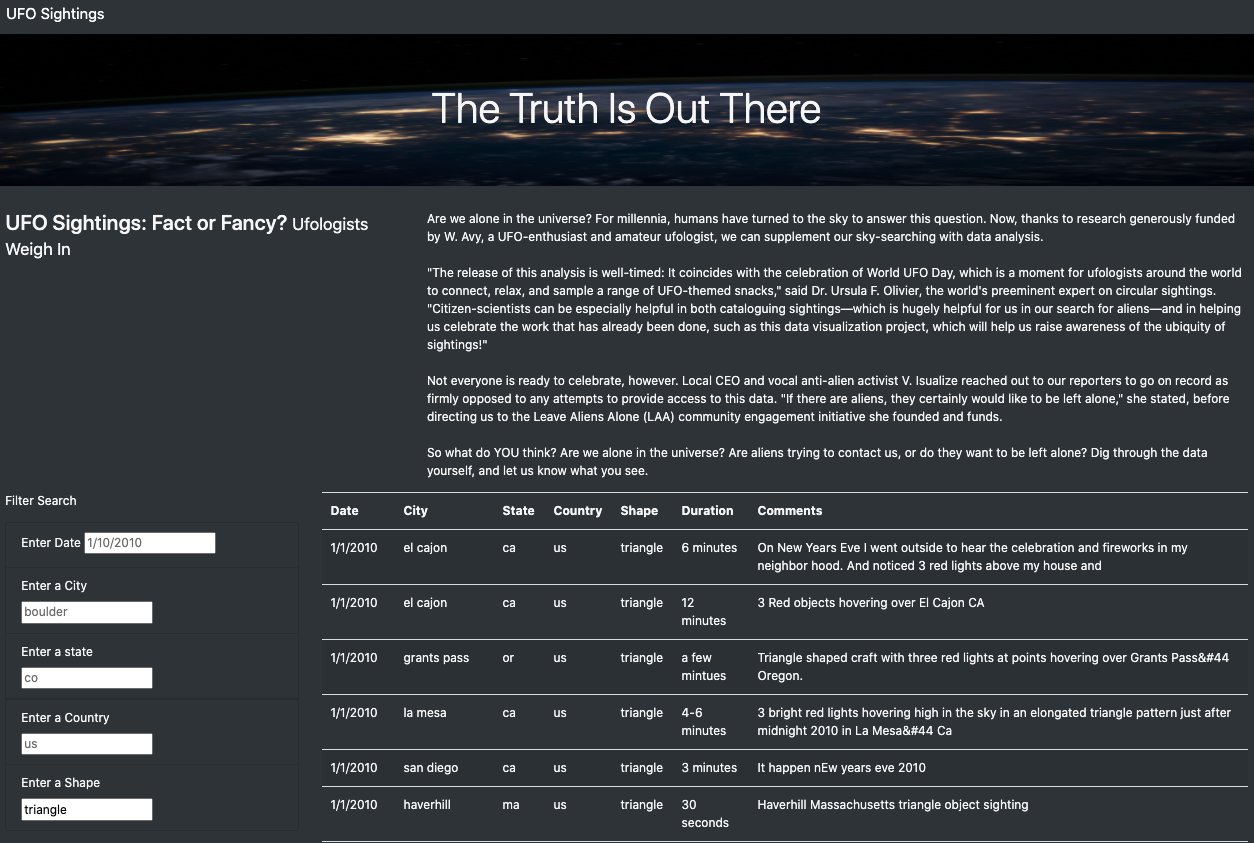 UFO Sightings
The Truth Is Out There
UFO Sightings: Fact or Fancy? Ufologists
Weigh In
Are we alone in the universe? For millennia, humans have turned to the sky to answer this question. Now, thanks to research generously funded
by W. Avy, a UFO-enthusiast and amateur ufologist, we can supplement our sky-searching with data analysis.
"The release of this analysis is well-timed: It coincides with the celebration of World UFO Day, which is a moment for ufologists around the world
to connect, relax, and sample a range of UFO-themed snacks," said Dr. Ursula F. Olivier, the world's preeminent expert on circular sightings.
"Citizen-scientists can be especially helpful in both cataloguing sightings—which is hugely helpful for us in our search for aliens—and in helping
us celebrate the work that has already been done, such as this data visualization project, which will help us raise awareness of the ubiquity of
sightings!"
Not everyone is ready to celebrate, however. Local CEO and vocal anti-alien activist V. Isualize reached out to our reporters to go on record as
firmly opposed to any attempts to provide access to this data. "If there are aliens, they certainly would like to be left alone," she stated, before
directing us to the Leave Aliens Alone (LAA) community engagement initiative she founded and funds.
So what do YOU think? Are we alone in the universe? Are aliens trying to contact us, or do they want to be left alone? Dig through the data
yourself, and let us know what you see.
Filter Search
Enter Date 1/10/2010
Enter a City
boulder
Enter a state
co
Enter a Country
us
Enter a Shape
triangle
Date City State Country Shape Duration Comments
1/1/2010 el cajon ca us triangle 6 minutes On New Years Eve I went outside to hear the celebration and fireworks in my
neighbor hood. And noticed 3 red lights above my house and
1/1/2010 el cajon ca us triangle 12 3 Red objects hovering over El Cajon CA
minutes
1/1/2010 grants pass or us triangle a few Triangle shaped craft with three red lights at points hovering over Grants Pass&#44
mintues Oregon.
1/1/2010 la mesa ca us triangle 4-6 3 bright red lights hovering high in the sky in an elongated triangle pattern just after
minutes midnight 2010 in La Mesa&#44 Ca
1/1/2010 san diego ca us triangle 3 minutes It happen nEw years eve 2010
1/1/2010 haverhill ma us triangle 30 Haverhill Massachusetts triangle object sighting
seconds